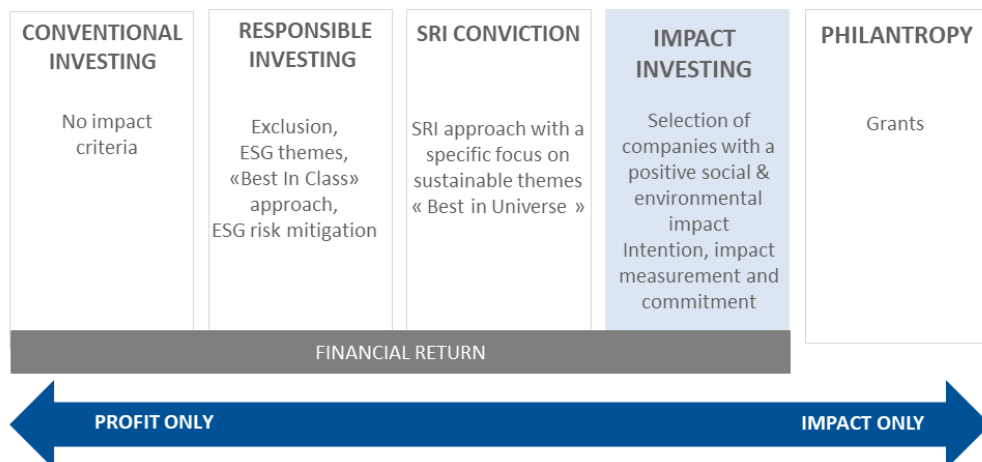 CONVENTIONAL
INVESTING
No impact
criteria
RESPONSIBLE
INVESTING
Exclusion,
ESG themes,
«Best In Class»
approach,
ESG risk mitigation
SRI CONVICTION
SRI approach with a
specific focus on
sustainable themes
« Best in Universe »
IMPACT
INVESTING
Selection of
companies with a
positive social &
environmental
impact
Intention, impact
measurement and
commitment
PHILANTROPY
Grants
FINANCIAL RETURN
PROFIT ONLY
IMPACT ONLY